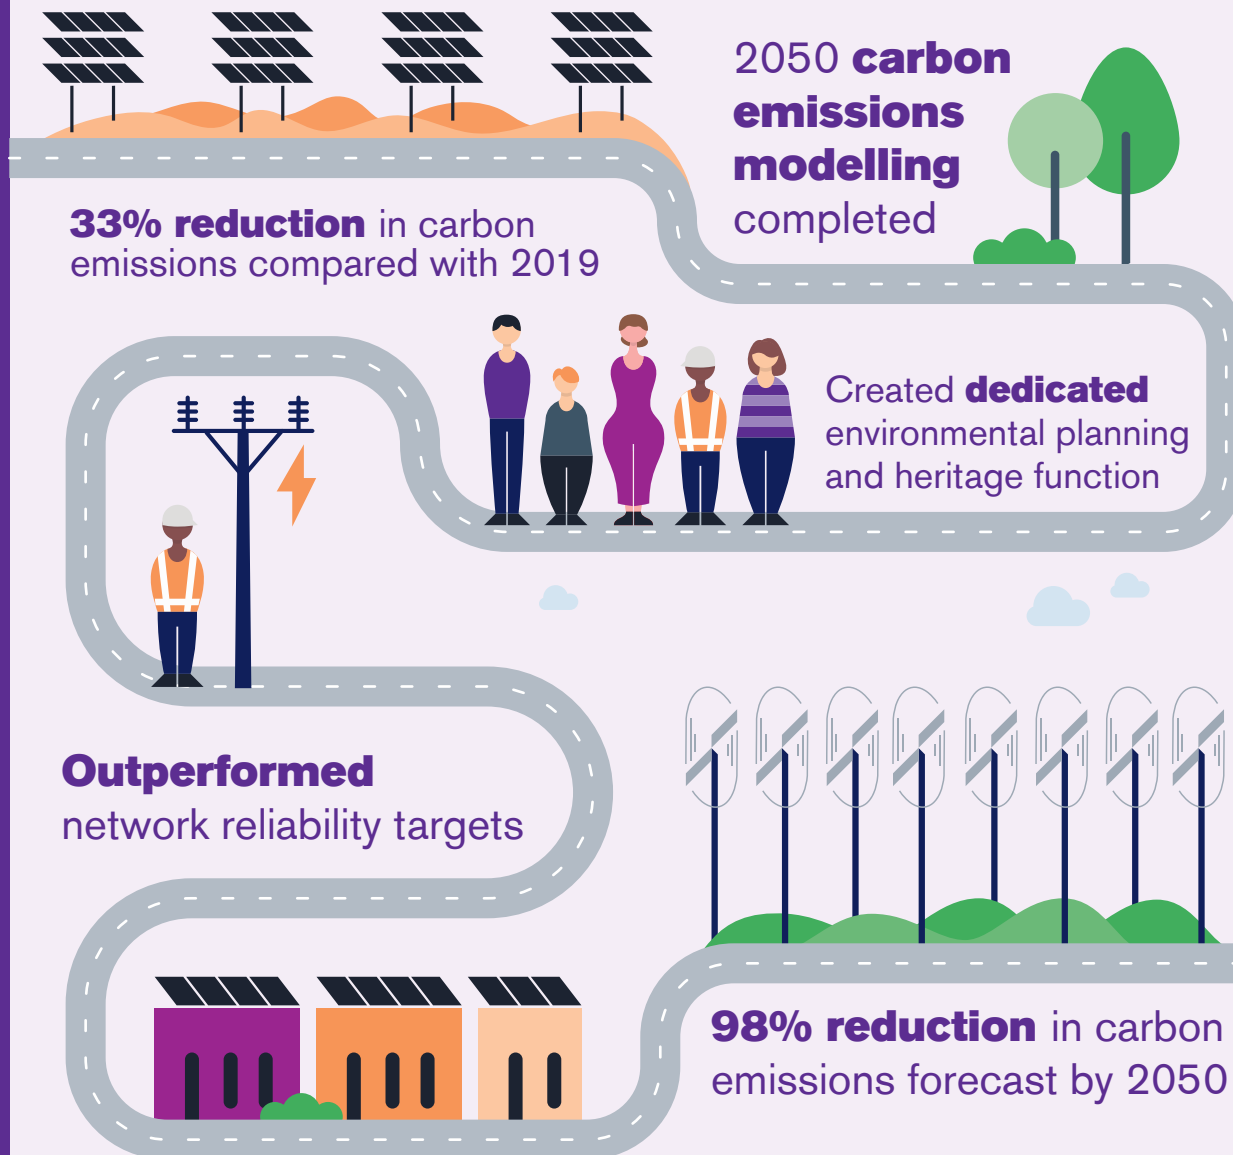 2050 carbon
emissions
modelling
completed
33% reduction in carbon
emissions compared with 2019
Created dedicated
environmental planning
and heritage function
Outperformed
network reliability targets
98% reduction in carbon
emissions forecast by 2050